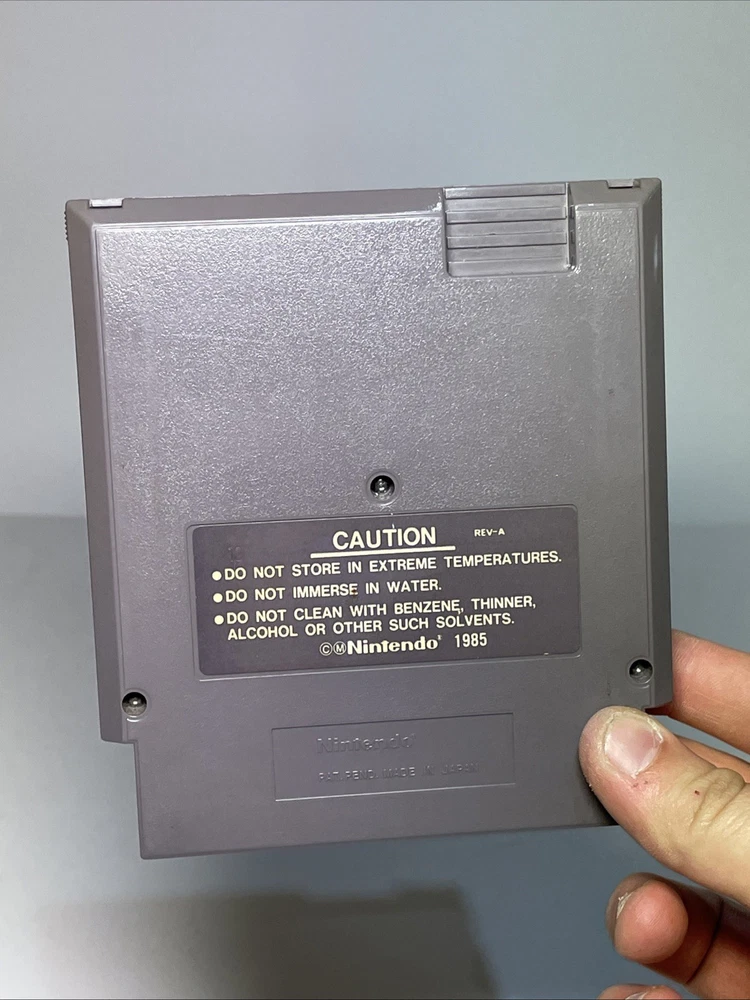 CAUTION REV-A
●DO NOT STORE IN EXTREME TEMPERATURES.
●DO NOT IMMERSE IN WATER.
●DO NOT CLEAN WITH BENZENE, THINNER,
ALCOHOL OR OTHER SUCH SOLVENTS.
©ⓂNintendo® 1985
Nintendo®
PAT. PEND. MADE IN JAPAN